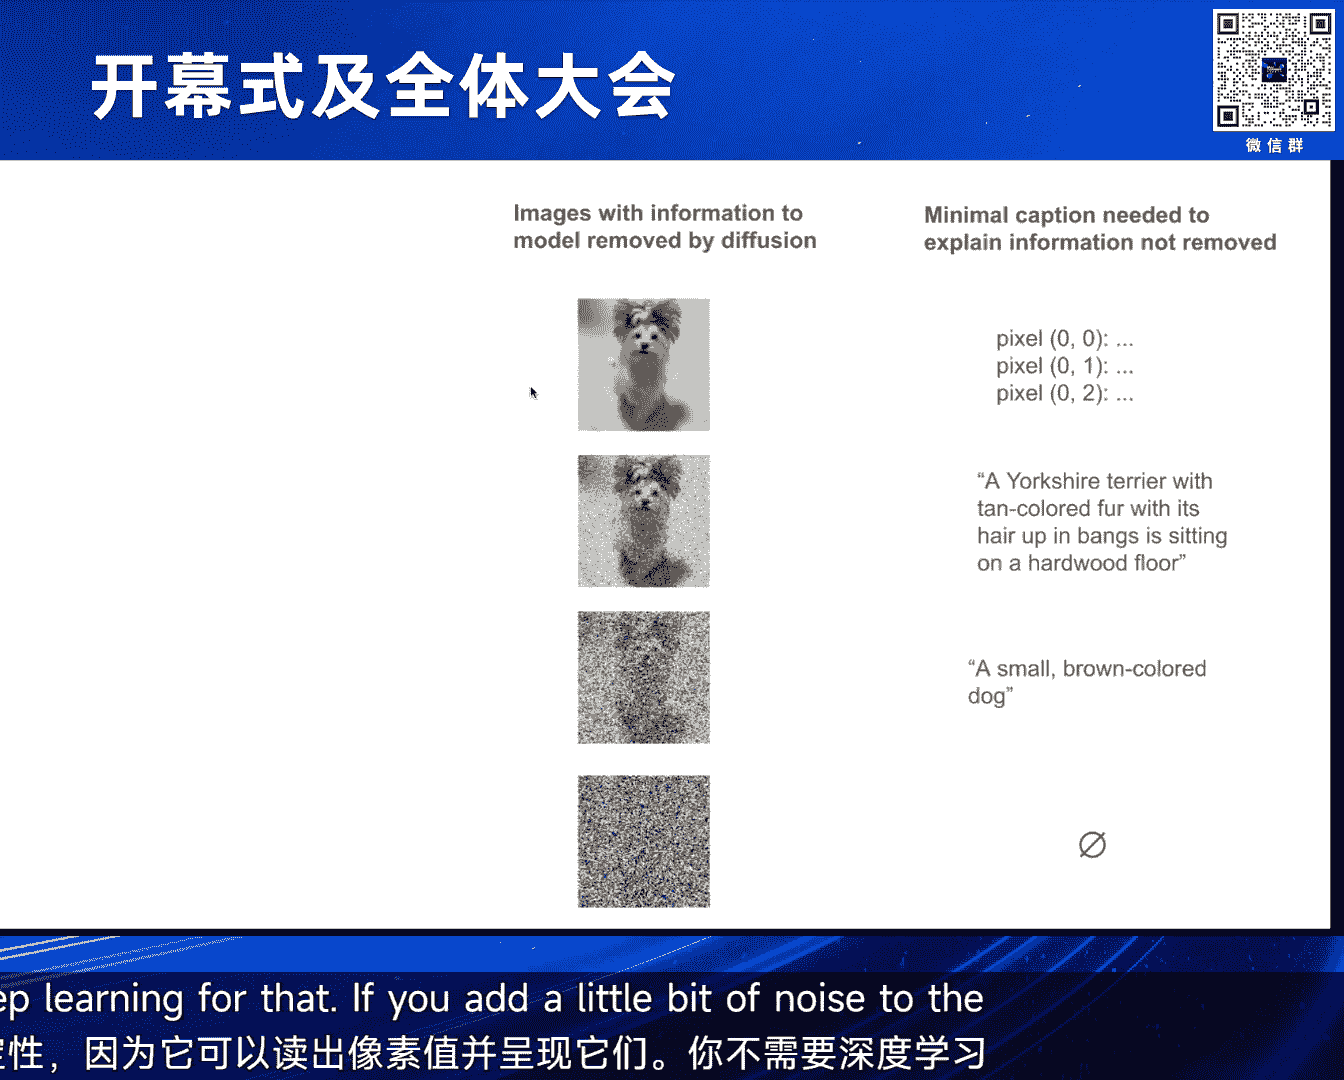 开幕式及全体大会
微信群
Images with information to
model removed by diffusion
Minimal caption needed to
explain information not removed
pixel (0, 0): ...
pixel (0, 1): ...
pixel (0, 2): ...
“A Yorkshire terrier with
tan-colored fur with its
hair up in bangs is sitting
on a hardwood floor”
“A small, brown-colored
dog”
∅
ep learning for that. If you add a little bit of noise to the
性，因为它可以读出像素值并呈现它们。你不需要深度学习